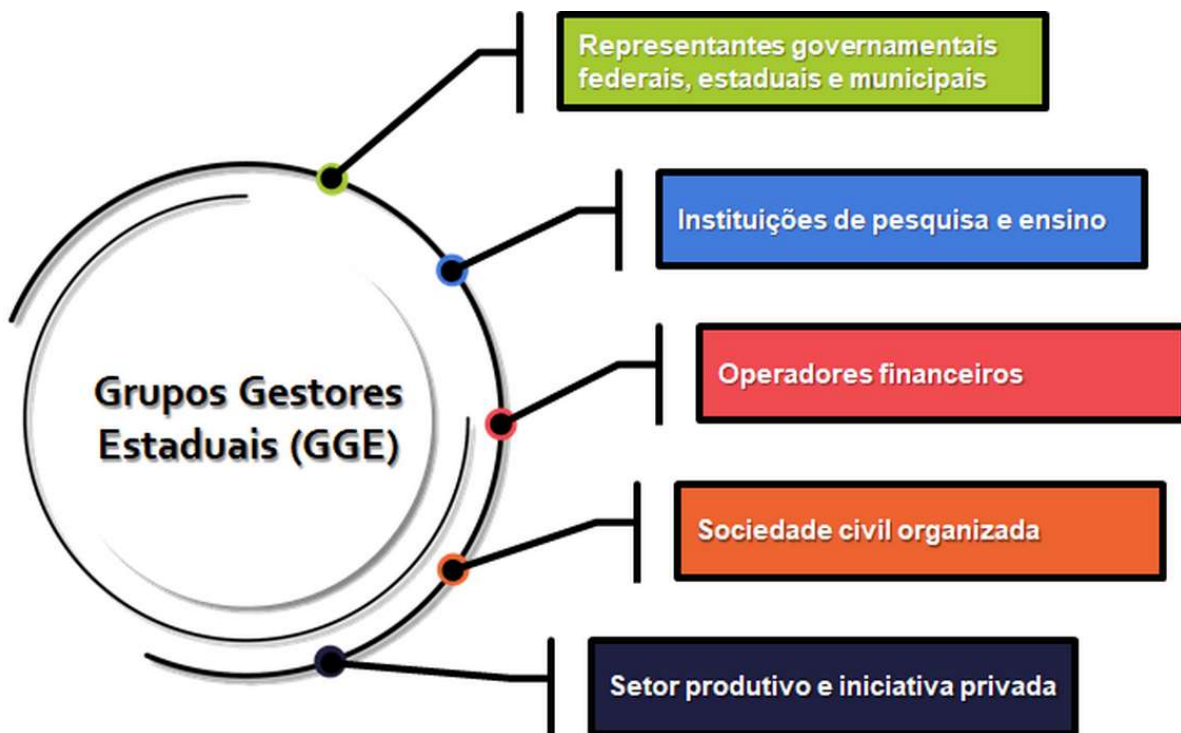 Representantes governamentais
federais, estaduais e municipais
Instituições de pesquisa e ensino
Grupos Gestores
Estaduais (GGE)
Operadores financeiros
Sociedade civil organizada
Setor produtivo e iniciativa privada